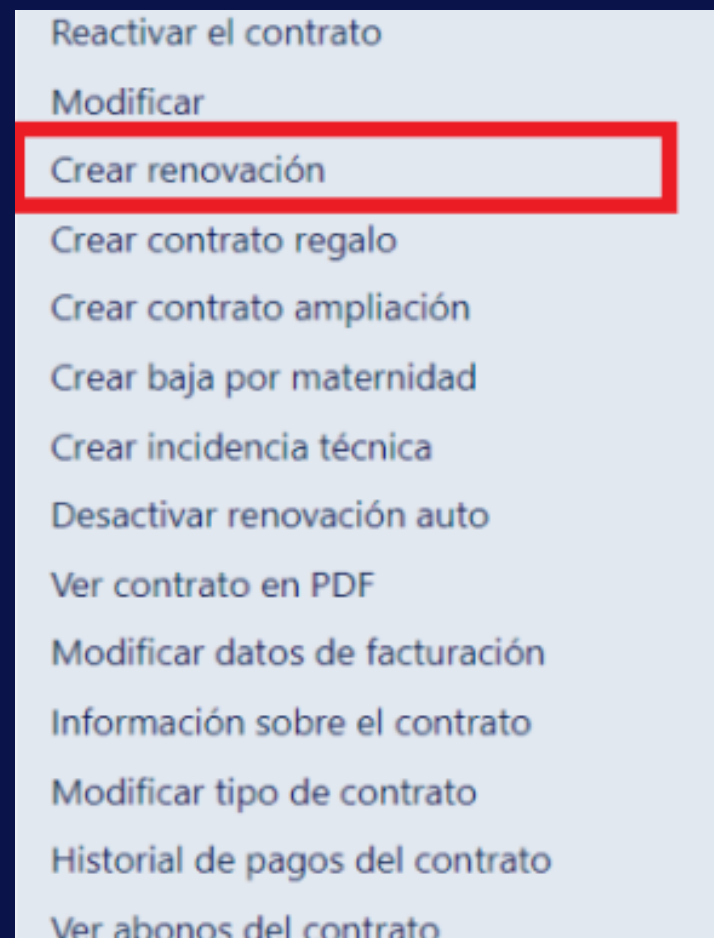 Reactivar el contrato
Modificar
Crear renovación
Crear contrato regalo
Crear contrato ampliación
Crear baja por maternidad
Crear incidencia técnica
Desactivar renovación auto
Ver contrato en PDF
Modificar datos de facturación
Información sobre el contrato
Modificar tipo de contrato
Historial de pagos del contrato
Ver abonos del contrato